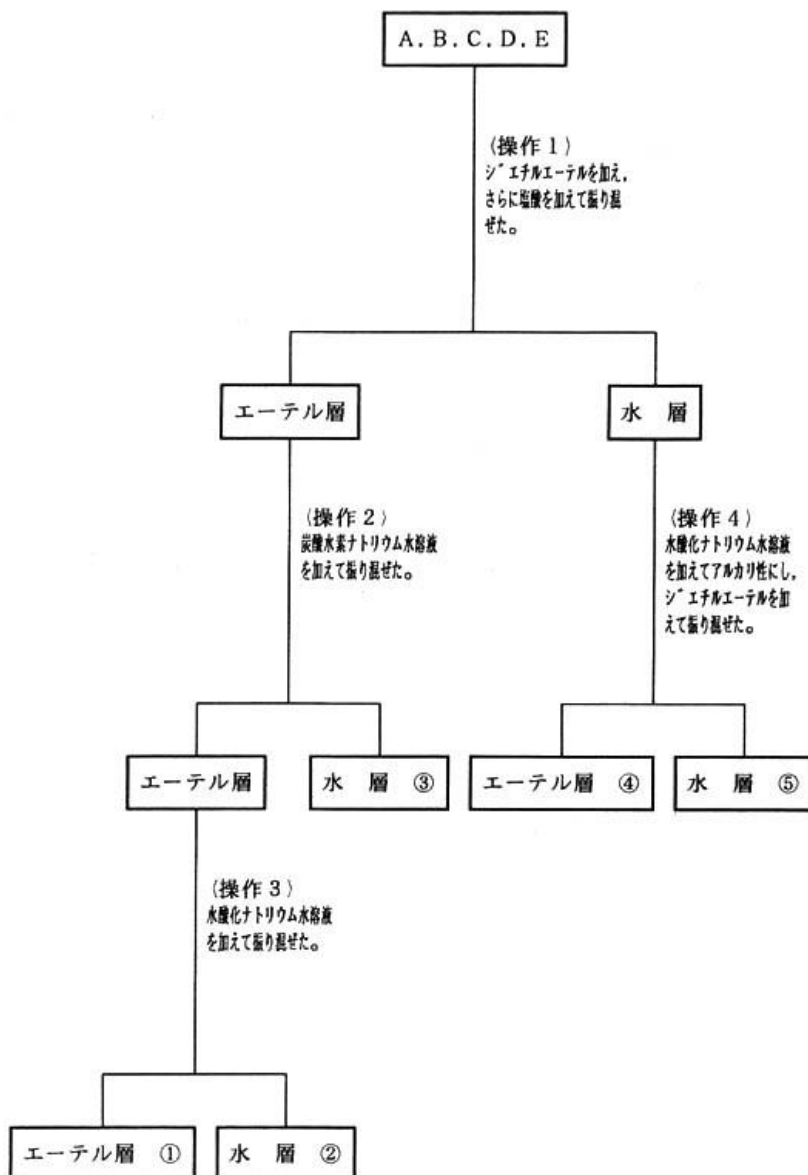 A, B, C, D, E
(操作1)
ジエチルエーテルを加え,
さらに塩酸を加えて振り混
ぜた。
エーテル層
水 層
(操作2)
炭酸水素ナトリウム水溶液
を加えて振り混ぜた。
(操作4)
水酸化ナトリウム水溶液
を加えてアルカリ性にし,
ジエチルエーテルを加
えて振り混ぜた。
エーテル層
水 層 ③
エーテル層 ④
水 層 ⑤
(操作3)
水酸化ナトリウム水溶液
を加えて振り混ぜた。
エーテル層 ①
水 層 ②